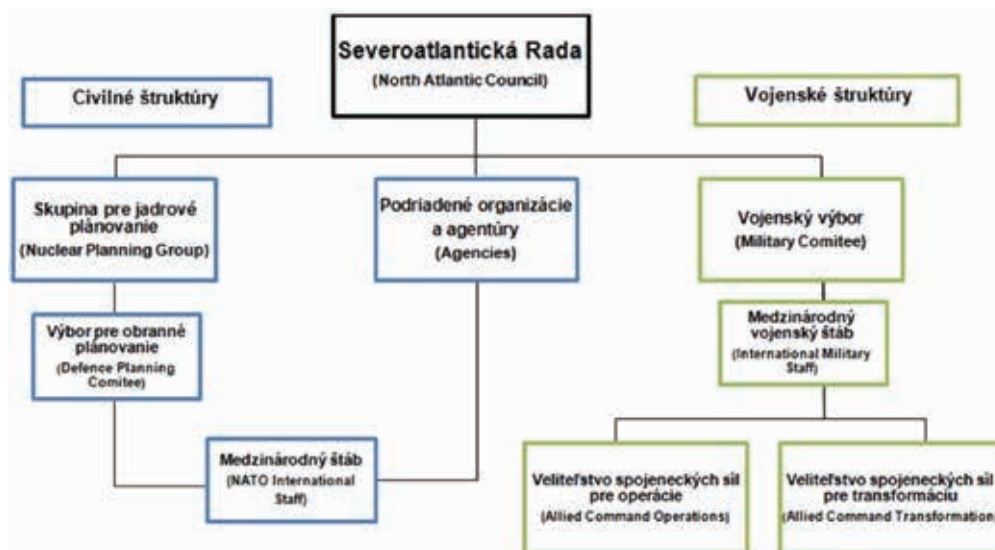 Severoatlantická Rada
(North Atlantic Council)
Civilné štruktúry
Vojenské štruktúry
Skupina pre jadrové
plánovanie
(Nuclear Planning Group)
Podriadené organizácie
a agentúry
(Agencies)
Vojenský výbor
(Military Comitee)
Výbor pre obranné
plánovanie
(Defence Planning
Comitee)
Medzinárodný
vojenský štáb
(International Military
Staff)
Medzinárodný štáb
(NATO International
Staff)
Veliteľstvo spojeneckých síl
pre operácie
(Allied Command Operations)
Veliteľstvo spojeneckých síl
pre transformáciu
(Allied Command Transformation)